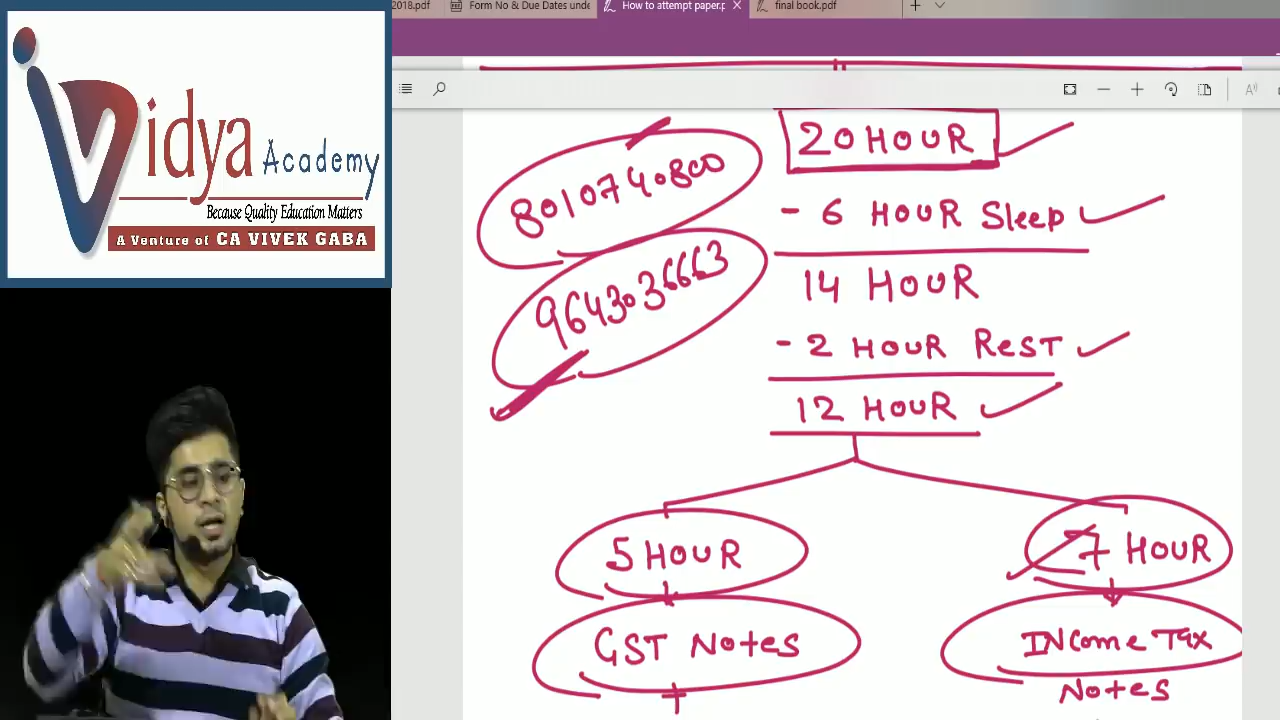 2018.pdf
Form No & Due Dates unde
How to attempt paper.p
final book.pdf
Vidya Academy
Because Quality Education Matters
A Venture of CA VIVEK GABA
20 HOUR
- 6 HOUR Sleep
14 HOUR
- 2 HOUR REST
12 HOUR
8010740800
9643036663
5 HOUR
7 HOUR
GST Notes
INcome Tax
Notes